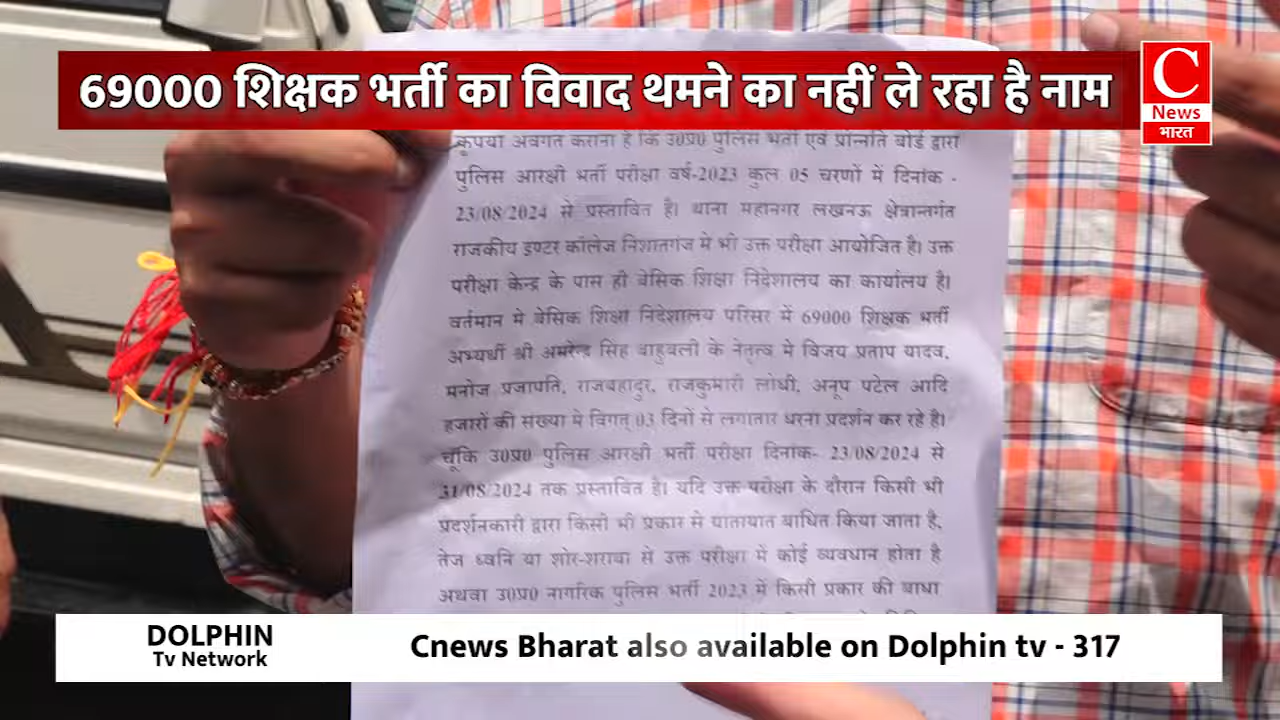 69000 शिक्षक भर्ती का विवाद थमने का नहीं ले रहा है नाम
C
News
भारत
कृपया अवगत कराना है कि उ0प्र0 पुलिस भर्ती एवं प्रोन्नति बोर्ड द्वारा
पुलिस आरक्षी भर्ती परीक्षा वर्ष-2023 कुल 05 चरणों में दिनांक -
23/08/2024 से प्रस्तावित है। थाना महानगर लखनऊ क्षेत्रान्तर्गत
राजकीय इण्टर कॉलेज निशातगंज मे भी उक्त परीक्षा आयोजित है। उक्त
परीक्षा केन्द्र के पास ही बेसिक शिक्षा निदेशालय का कार्यालय है।
वर्तमान मे बेसिक शिक्षा निदेशालय परिसर में 69000 शिक्षक भर्ती
अभ्यर्थी श्री अमरेन्द्र सिंह बाहुबली के नेतृत्व मे विजय प्रताप यादव,
मनोज प्रजापति, राजबहादुर, राजकुमारी लोधी, अनूप पटेल आदि
हजारों की संख्या मे विगत् 03 दिनों से लगातार धरना प्रदर्शन कर रहे है।
चूंकि उ0प्र0 पुलिस आरक्षी भर्ती परीक्षा दिनांक- 23/08/2024 से
31/08/2024 तक प्रस्तावित है। यदि उक्त परीक्षा के दौरान किसी भी
प्रदर्शनकारी द्वारा किसी भी प्रकार से यातायात बाधित किया जाता है,
तेज ध्वनि या शोर-शराबा से उक्त परीक्षा में कोई व्यवधान होता है
अथवा उ0प्र0 नागरिक पुलिस भर्ती 2023 में किसी प्रकार की बाधा
DOLPHIN
Tv Network
Cnews Bharat also available on Dolphin tv - 317